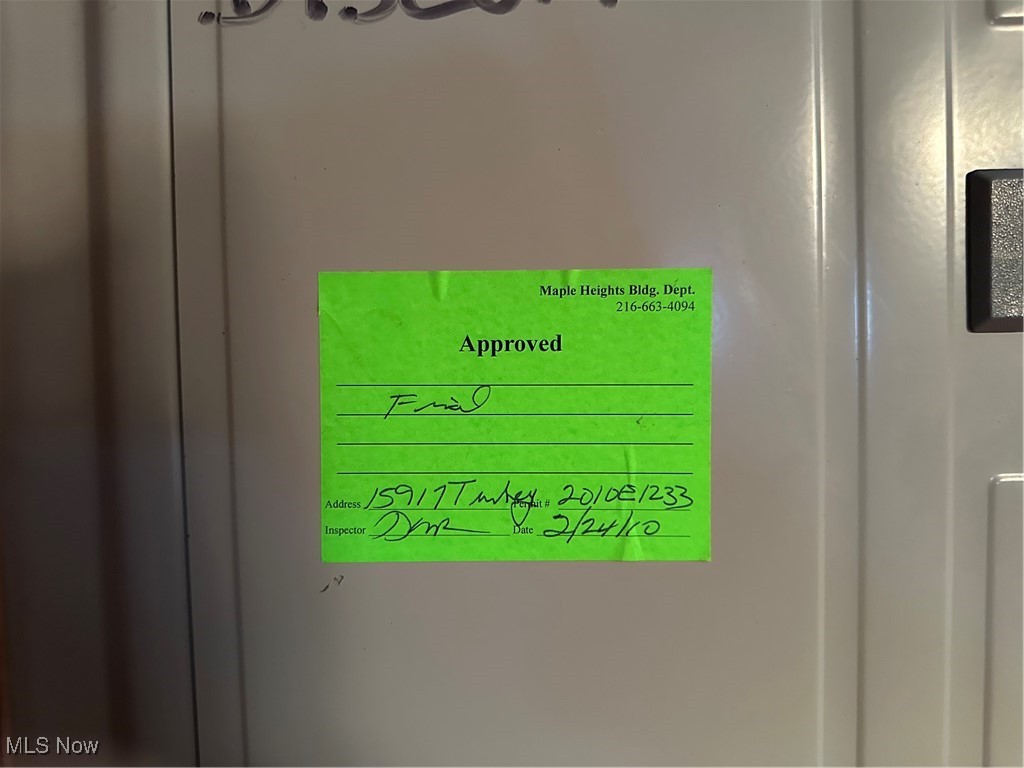 Maple Heights Bldg. Dept.
216-663-4094
Approved
Final
Address 15917 Turkey Permit # 2010E1233
Inspector Date 2/24/10
MLS Now